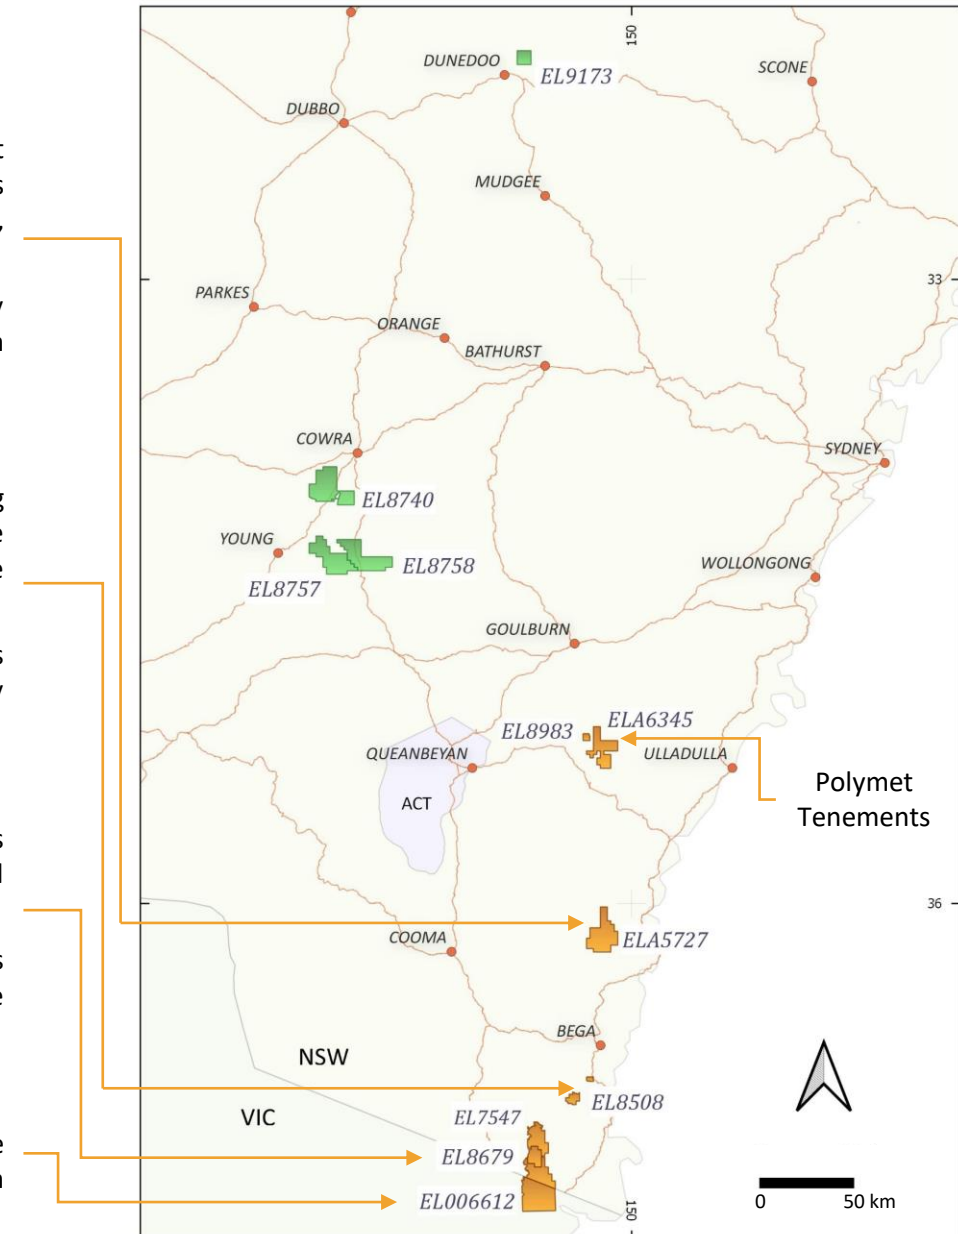 150
DUNEDOO
SCONE
EL9173
DUBBO
MUDGEE
33
PARKES
ORANGE
BATHURST
COWRA
SYDNEY
EL8740
YOUNG
EL8758
WOLLONGONG
EL8757
GOULBURN
ELA6345
EL8983
QUEANBEYAN
ULLADULLA
ACT
Polymet
Tenements
36
COOMA
ELA5727
BEGA
NSW
EL8508
VIC
EL7547
EL8679
EL006612
0 50 km
150